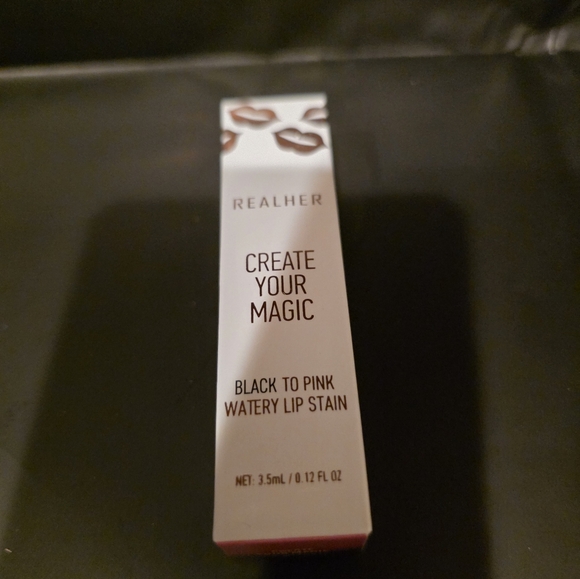 REALHER
CREATE
YOUR
MAGIC
BLACK TO PINK
WATERY LIP STAIN
NET: 3.5mL / 0.12 FL OZ